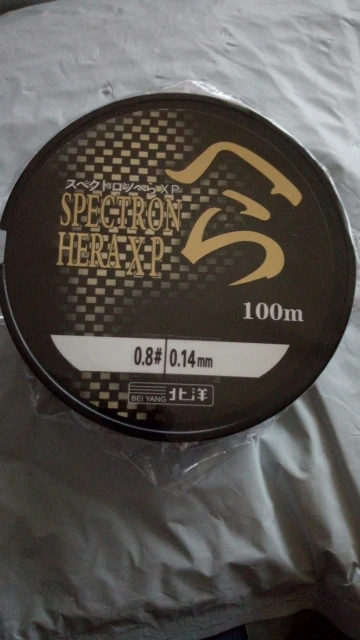 スペクトロンへらXP
SPECTRON
HERA X-P
へら
100m
0.8# 0.14mm
BEI YANG 北洋